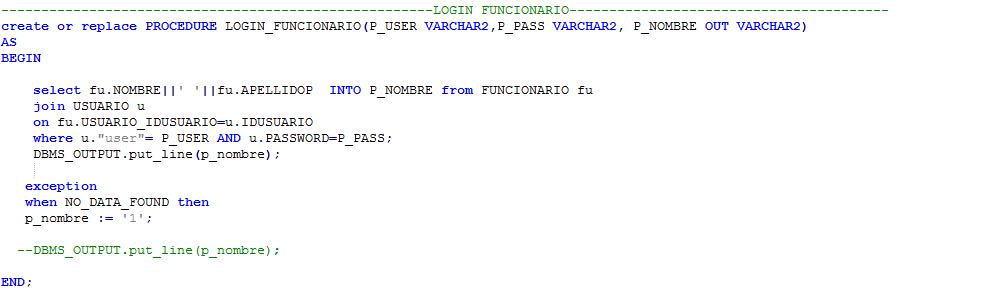 ------------------------------------------------------LOGIN FUNCIONARIO----------------------------------------
create or replace PROCEDURE LOGIN_FUNCIONARIO(P_USER VARCHAR2,P_PASS VARCHAR2, P_NOMBRE OUT VARCHAR2)
AS
BEGIN
select fu.NOMBRE||' '||fu.APELLIDOP  INTO P_NOMBRE from FUNCIONARIO fu
join USUARIO u
on fu.USUARIO_IDUSUARIO=u.IDUSUARIO
where u."user"= P_USER AND u.PASSWORD=P_PASS;
DBMS_OUTPUT.put_line(p_nombre);
exception
when NO_DATA_FOUND then
p_nombre := '1';
--DBMS_OUTPUT.put_line(p_nombre);
END;